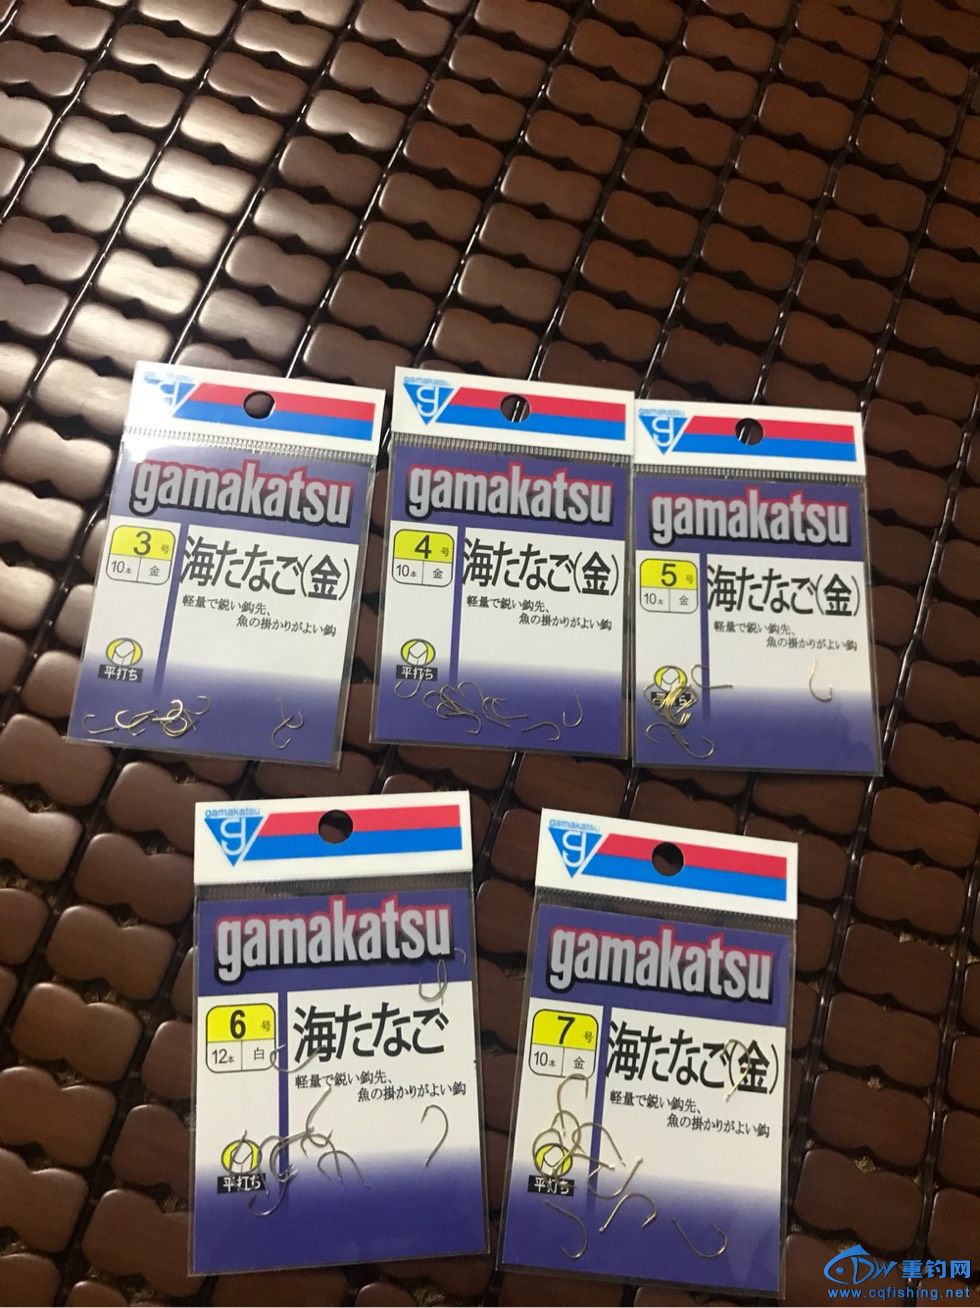 gamakatsu
g
gamakatsu
3号
10本 金
海たなご(金)
軽量で鋭い鈎先、
魚の掛かりがよい鈎
平打ち
gamakatsu
g
gamakatsu
4号
10本 金
海たなご(金)
軽量で鋭い鈎先、
魚の掛かりがよい鈎
平打ち
gamakatsu
g
gamakatsu
5号
10本 金
海たなご(金)
軽量で鋭い鈎先、
魚の掛かりがよい鈎
gamakatsu
g
gamakatsu
6号
12本 白
海たなご
軽量で鋭い鈎先、
魚の掛かりがよい鈎
平打ち
gamakatsu
g
gamakatsu
7号
10本 金
海たなご(金)
軽量で鋭い鈎先、
魚の掛かりがよい鈎
平打ち
重钓网
www.cqfishing.net